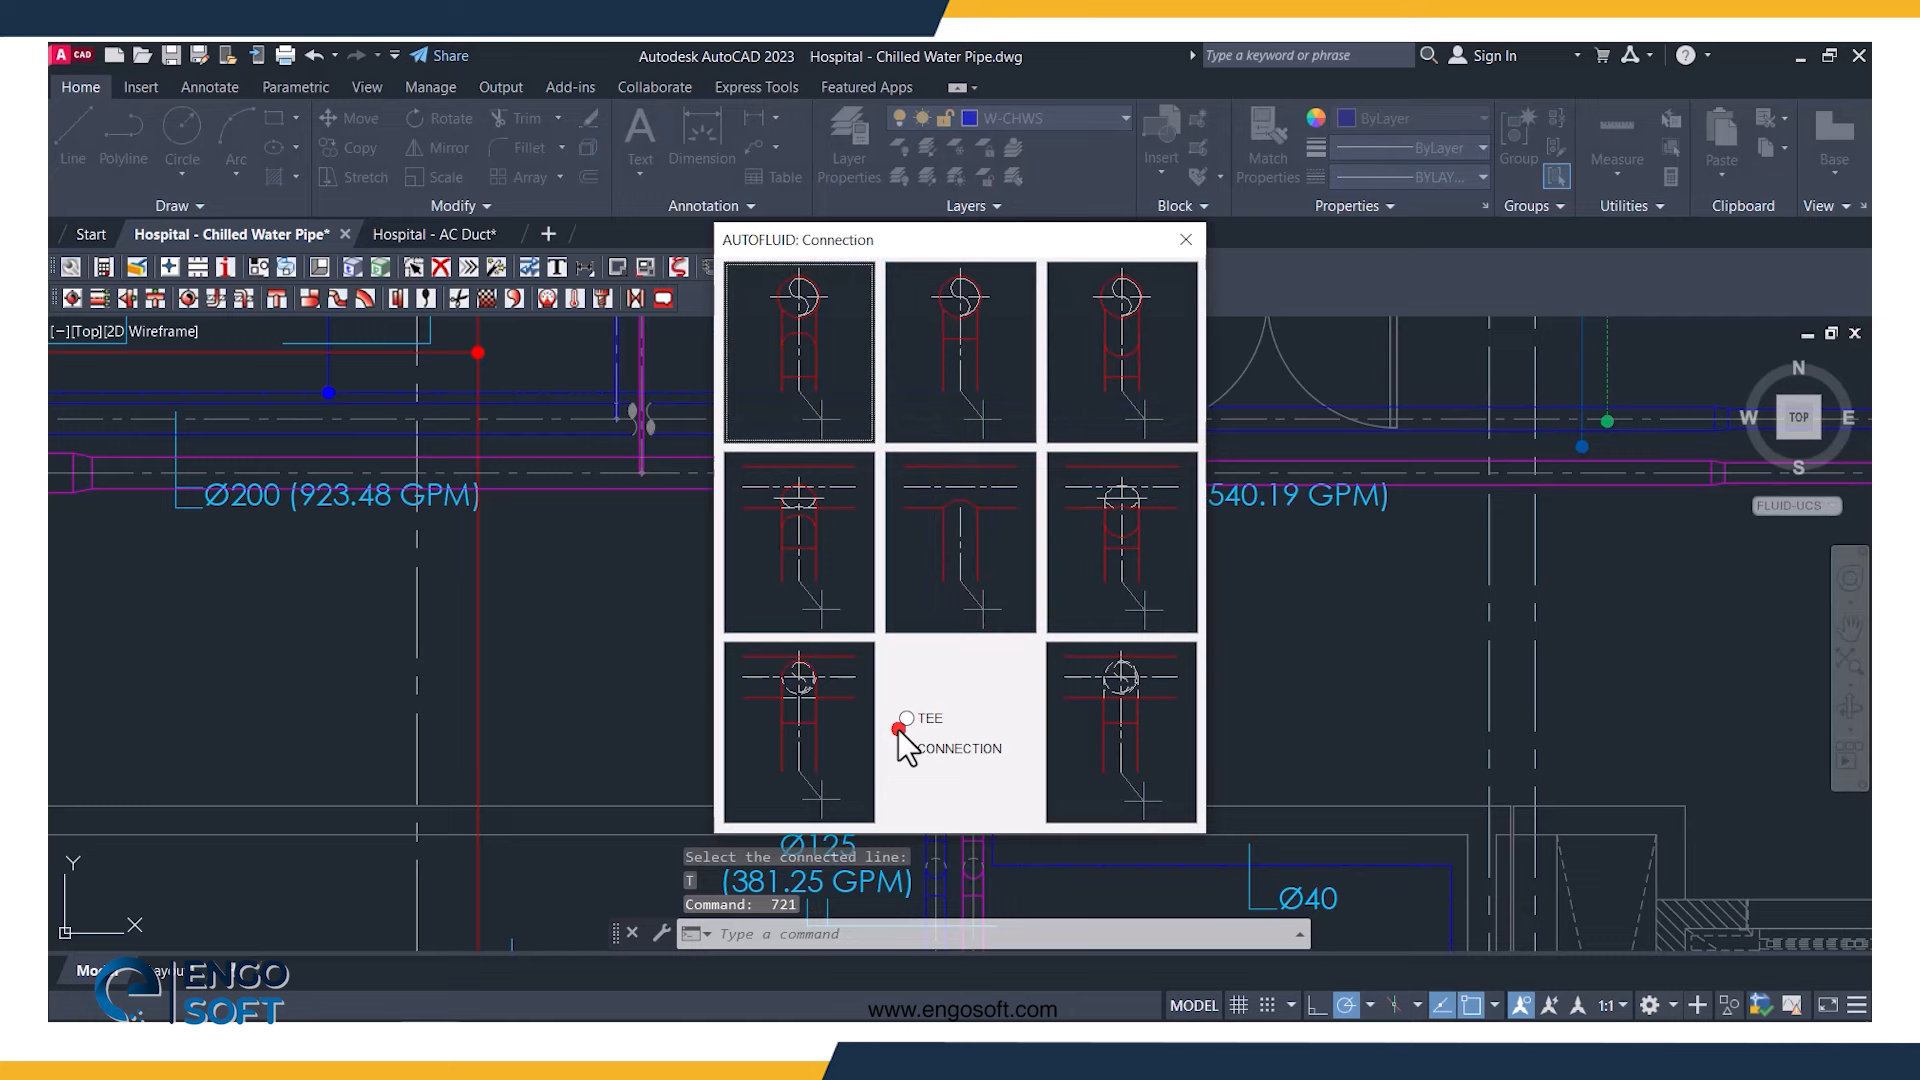 A CAD
Share
Autodesk AutoCAD 2023 Hospital - Chilled Water Pipe.dwg
Type a keyword or phrase
Sign In
Home Insert Annotate Parametric View Manage Output Add-ins Collaborate Express Tools Featured Apps
Line Polyline Circle Arc
Move Rotate Trim
Copy Mirror Fillet
Stretch Scale Array
Text Dimension Table
Layer Properties
W-CHWS
Insert
Match Properties
ByLayer
ByLayer
BYLAY...
Group
Measure
Paste
Base
Draw Modify Annotation Layers Block Properties Groups Utilities Clipboard View
Start Hospital - Chilled Water Pipe* Hospital - AC Duct*
AUTOFLUID: Connection
[−][Top][2D Wireframe]
N
W TOP E
S
FLUID-UCS
Ø200 (923.48 GPM)
540.19 GPM)
TEE
CONNECTION
Ø125
(381.25 GPM)
Select the connected line:
T
Command: 721
Ø40
Y
X
Type a command
ENGO
SOFT
www.engosoft.com
MODEL
1:1